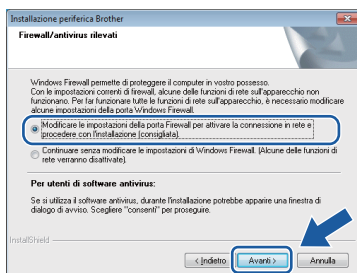 Installazione periferica Brother
Firewall/antivirus rilevati
Windows Firewall permette di proteggere il computer in vostro possesso.
Con le impostazioni correnti di firewall, alcune delle funzioni di rete sull'apparecchio non
funzionano. Per far funzionare tutte le funzioni di rete sull'apparecchio, è necessario modificare
alcune impostazioni della porta Windows Firewall.
Modificare le impostazioni della porta Firewall per attivare la connessione in rete e
procedere con l'installazione (consigliata).
Continuare senza modificare le impostazioni di Windows Firewall. (Alcune delle funzioni di
rete verranno disattivate).
Per utenti di software antivirus:
Se si utilizza il software antivirus, durante l'installazione potrebbe apparire una finestra di
dialogo di avviso. Scegliere "consenti" per proseguire.
InstallShield
< Indietro Avanti > Annulla